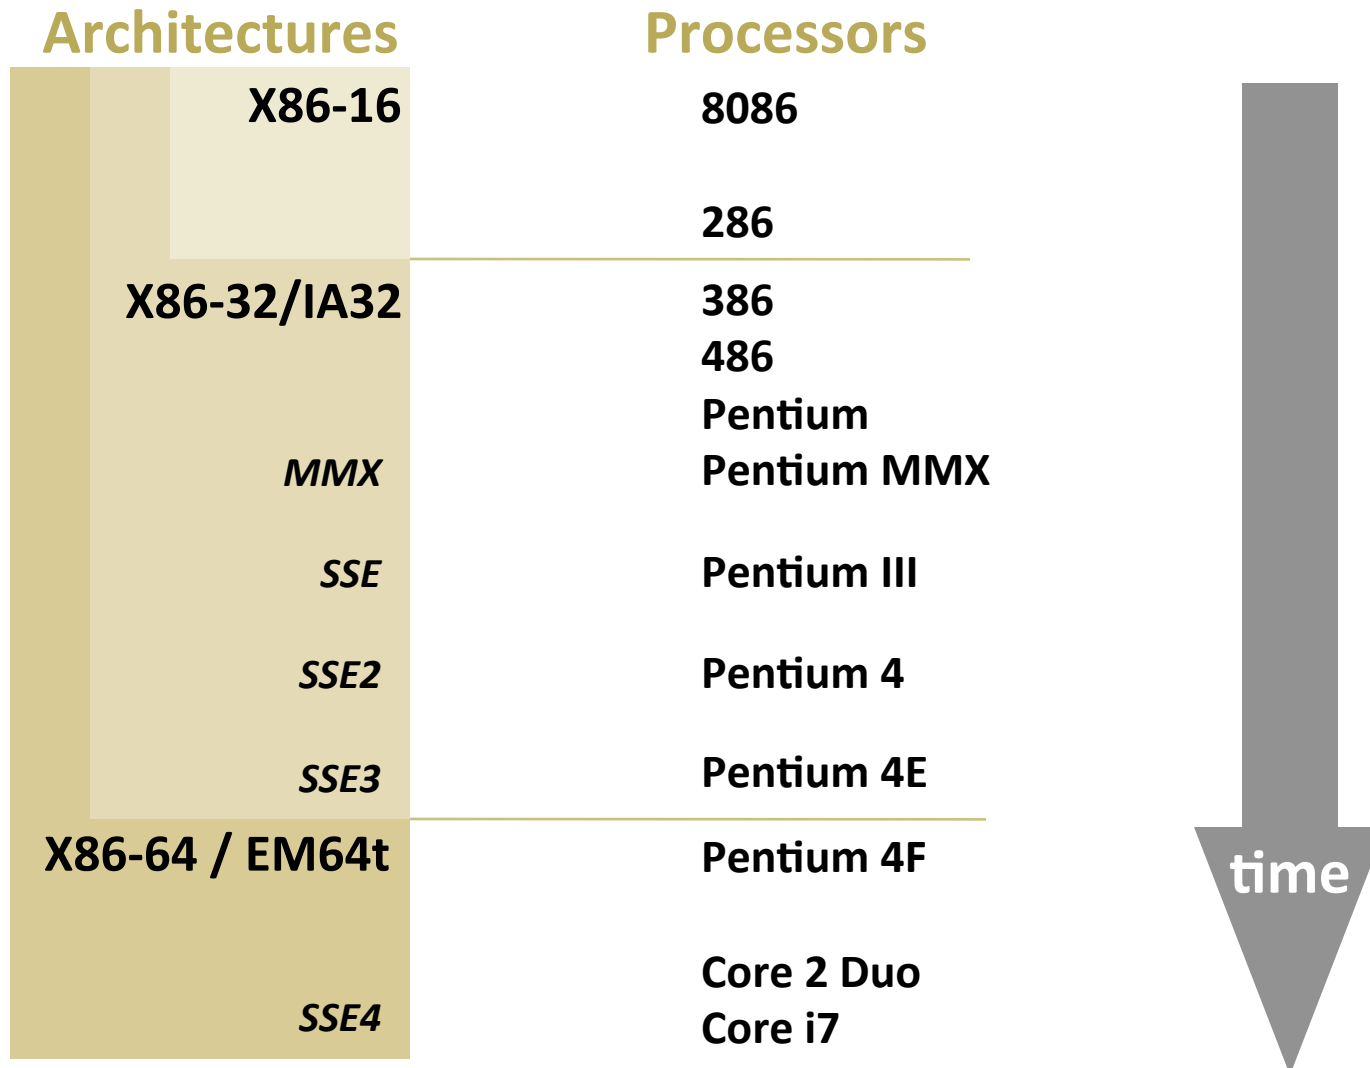 Architectures Processors
X86-16 8086
286
X86-32/IA32 386
486
Pentium
MMX Pentium MMX
SSE Pentium III
SSE2 Pentium 4
SSE3 Pentium 4E
X86-64 / EM64t Pentium 4F
time
Core 2 Duo
SSE4 Core i7